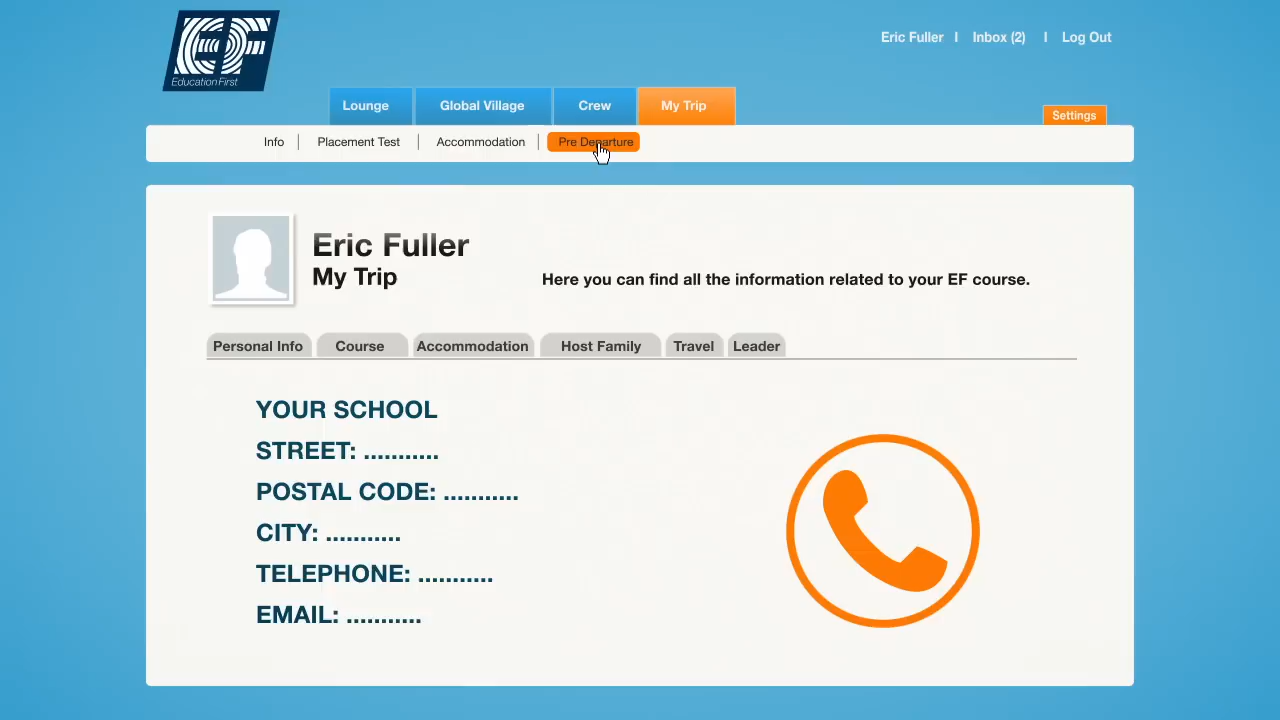 EF
Education First
Eric Fuller I Inbox (2) I Log Out
Lounge Global Village Crew My Trip
Settings
Info Placement Test Accommodation Pre Departure
Eric Fuller
My Trip
Here you can find all the information related to your EF course.
Personal Info Course Accommodation Host Family Travel Leader
YOUR SCHOOL
STREET: ...........
POSTAL CODE: ...........
CITY: ...........
TELEPHONE: ...........
EMAIL: ...........